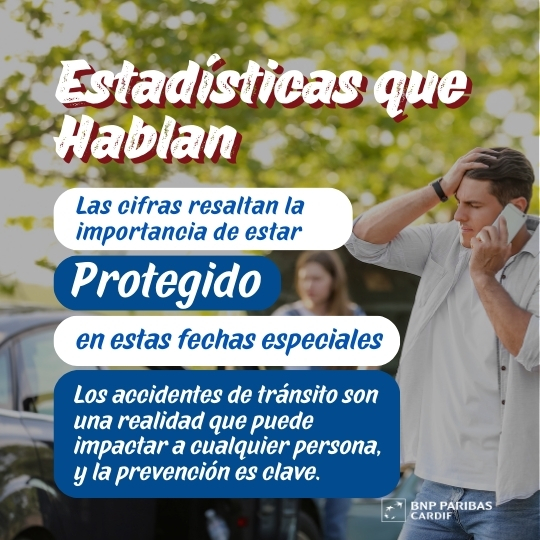 Estadísticas que
Hablan
Las cifras resaltan la
importancia de estar
Protegido
en estas fechas especiales
Los accidentes de tránsito son
una realidad que puede
impactar a cualquier persona,
y la prevención es clave.
BNP PARIBAS
CARDIF